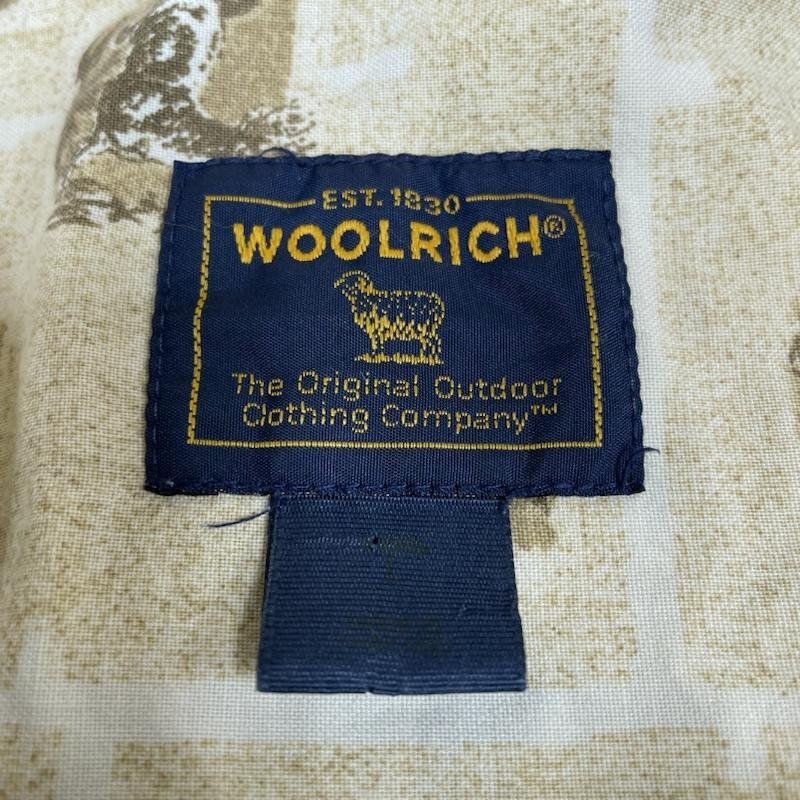 EST. 1830
WOOLRICH®
The Original Outdoor
Clothing Company™